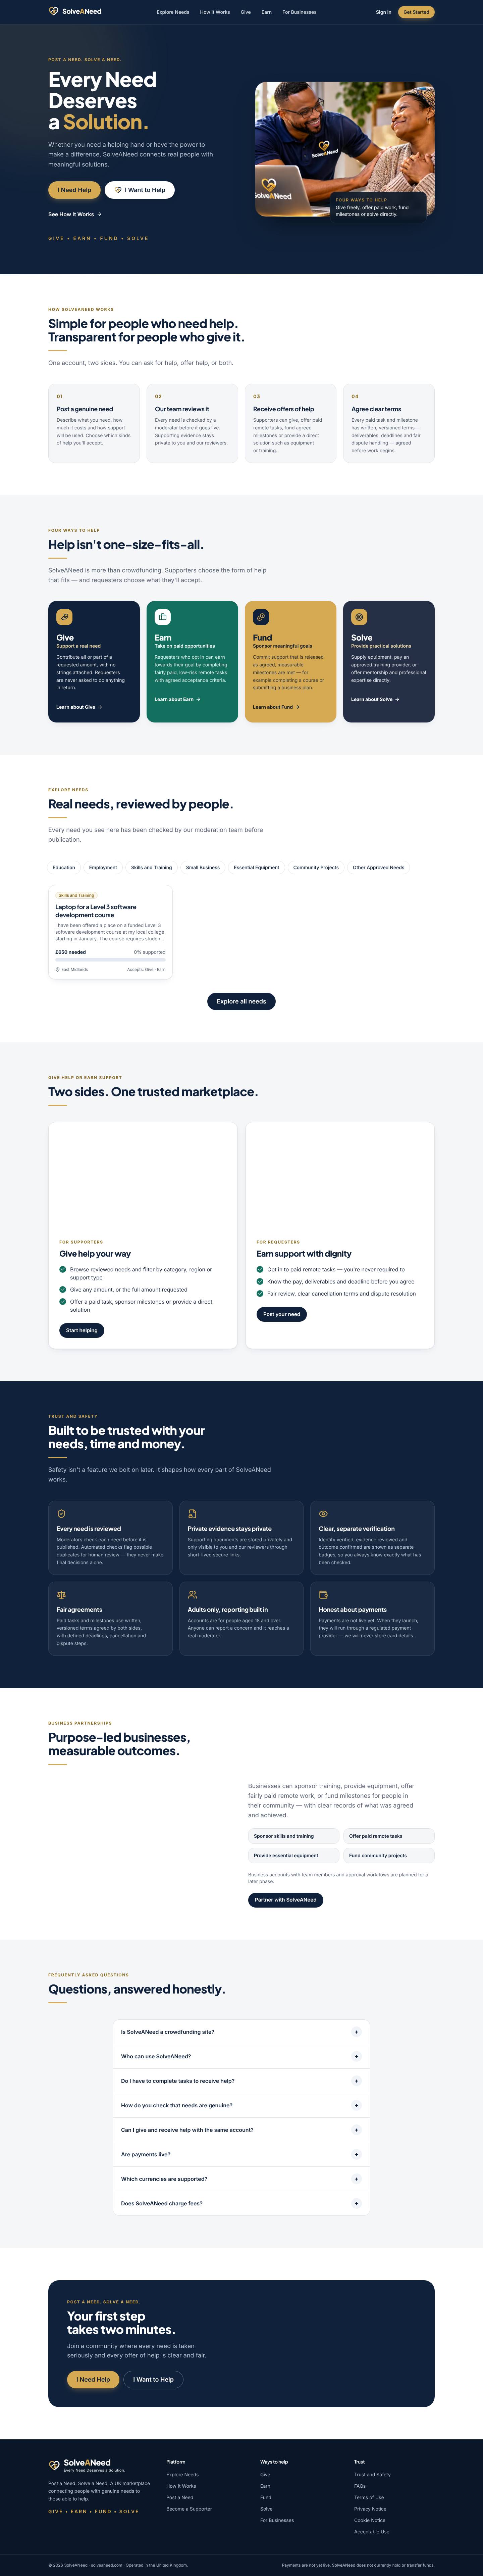 SolveANeed
Explore Needs
How It Works
Give
Earn
For Businesses
Sign In
Get Started
POST A NEED. SOLVE A NEED.
Every Need
Deserves
a Solution.
Whether you need a helping hand or have the power to
make a difference, SolveANeed connects real people with
meaningful solutions.
I Need Help
I Want to Help
See How It Works →
GIVE • EARN • FUND • SOLVE
SolveANeed
SolveANeed
FOUR WAYS TO HELP
Give freely, offer paid work, fund
milestones or solve directly.
HOW SOLVEANEED WORKS
Simple for people who need help.
Transparent for people who give it.
One account, two sides. You can ask for help, offer help, or both.
01
Post a genuine need
Describe what you need, how
much it costs and how support
will be used. Choose which kinds
of help you'll accept.
02
Our team reviews it
Every need is checked by a
moderator before it goes live.
Supporting evidence stays
private to you and our reviewers.
03
Receive offers of help
Supporters can give, offer paid
remote tasks, fund agreed
milestones or provide a direct
solution such as equipment
or training.
04
Agree clear terms
Every paid task and milestone
has written, versioned terms —
deliverables, deadlines and fair
dispute handling — agreed
before work begins.
FOUR WAYS TO HELP
Help isn't one-size-fits-all.
SolveANeed is more than crowdfunding. Supporters choose the form of help
that fits — and requesters choose what they'll accept.
Give
Support a real need
Contribute all or part of a
requested amount, with no
strings attached. Requesters
are never asked to do anything
in return.
Learn about Give →
Earn
Take on paid opportunities
Requesters who opt in can earn
towards their goal by completing
fairly paid, low-risk remote tasks
with agreed acceptance criteria.
Learn about Earn →
Fund
Sponsor meaningful goals
Commit support that is released
as agreed, measurable
milestones are met — for
example completing a course or
submitting a business plan.
Learn about Fund →
Solve
Provide practical solutions
Supply equipment, pay an
approved training provider, or
offer mentorship and professional
expertise directly.
Learn about Solve →
EXPLORE NEEDS
Real needs, reviewed by people.
Every need you see here has been checked by our moderation team before
publication.
Education
Employment
Skills and Training
Small Business
Essential Equipment
Community Projects
Other Approved Needs
Skills and Training
Laptop for a Level 3 software
development course
I have been offered a place on a funded Level 3
software development course at my local college
starting in January. The course requires studen...
£650 needed
0% supported
East Midlands
Accepts: Give · Earn
Explore all needs
GIVE HELP OR EARN SUPPORT
Two sides. One trusted marketplace.
FOR SUPPORTERS
Give help your way
Browse reviewed needs and filter by category, region or
support type
Give any amount, or the full amount requested
Offer a paid task, sponsor milestones or provide a direct
solution
Start helping
FOR REQUESTERS
Earn support with dignity
Opt in to paid remote tasks — you're never required to
Know the pay, deliverables and deadline before you agree
Fair review, clear cancellation terms and dispute resolution
Post your need
TRUST AND SAFETY
Built to be trusted with your
needs, time and money.
Safety isn't a feature we bolt on later. It shapes how every part of SolveANeed
works.
Every need is reviewed
Moderators check each need before it is
published. Automated checks flag possible
duplicates for human review — they never make
final decisions alone.
Private evidence stays private
Supporting documents are stored privately and
only visible to you and our reviewers through
short-lived secure links.
Clear, separate verification
Identity confirmed, evidence reviewed and
outcome verified are shown as separate
badges, so you always know exactly what has
been checked.
Fair agreements
Paid tasks and milestones use written,
versioned terms agreed by both sides,
with defined deadlines, cancellation and
dispute steps.
Adults only, reporting built in
Accounts are for people aged 18 and over.
Anyone can report a concern and it reaches a
real moderator.
Honest about payments
Payments are not live yet. When they launch,
they will run through a regulated payment
provider — we will never store card details.
BUSINESS PARTNERSHIPS
Purpose-led businesses,
measurable outcomes.
Businesses can sponsor training, provide equipment, offer
fairly paid remote work, or fund milestones for people in
their community — with clear records of what was agreed
and achieved.
Sponsor skills and training
Offer paid remote tasks
Provide essential equipment
Fund community projects
Business accounts with team members and approval workflows are planned for a
later phase.
Partner with SolveANeed
FREQUENTLY ASKED QUESTIONS
Questions, answered honestly.
Is SolveANeed a crowdfunding site?
Who can use SolveANeed?
Do I have to complete tasks to receive help?
How do you check that needs are genuine?
Can I give and receive help with the same account?
Are payments live?
Which currencies are supported?
Does SolveANeed charge fees?
POST A NEED. SOLVE A NEED.
Your first step
takes two minutes.
Join a community where every need is taken
seriously and every offer of help is clear and fair.
I Need Help
I Want to Help
SolveANeed
Every Need Deserves a Solution.
Post a Need. Solve a Need. A UK marketplace
connecting people with genuine needs to
those able to help.
GIVE • EARN • FUND • SOLVE
Platform
Explore Needs
How It Works
Post a Need
Become a Supporter
Ways to help
Give
Earn
Fund
Solve
For Businesses
Trust
Trust and Safety
FAQs
Terms of Use
Privacy Notice
Cookie Notice
Acceptable Use
© 2026 SolveANeed · solveaneed.com · Operated in the United Kingdom.
Payments are not yet live. SolveANeed does not currently hold or transfer funds.